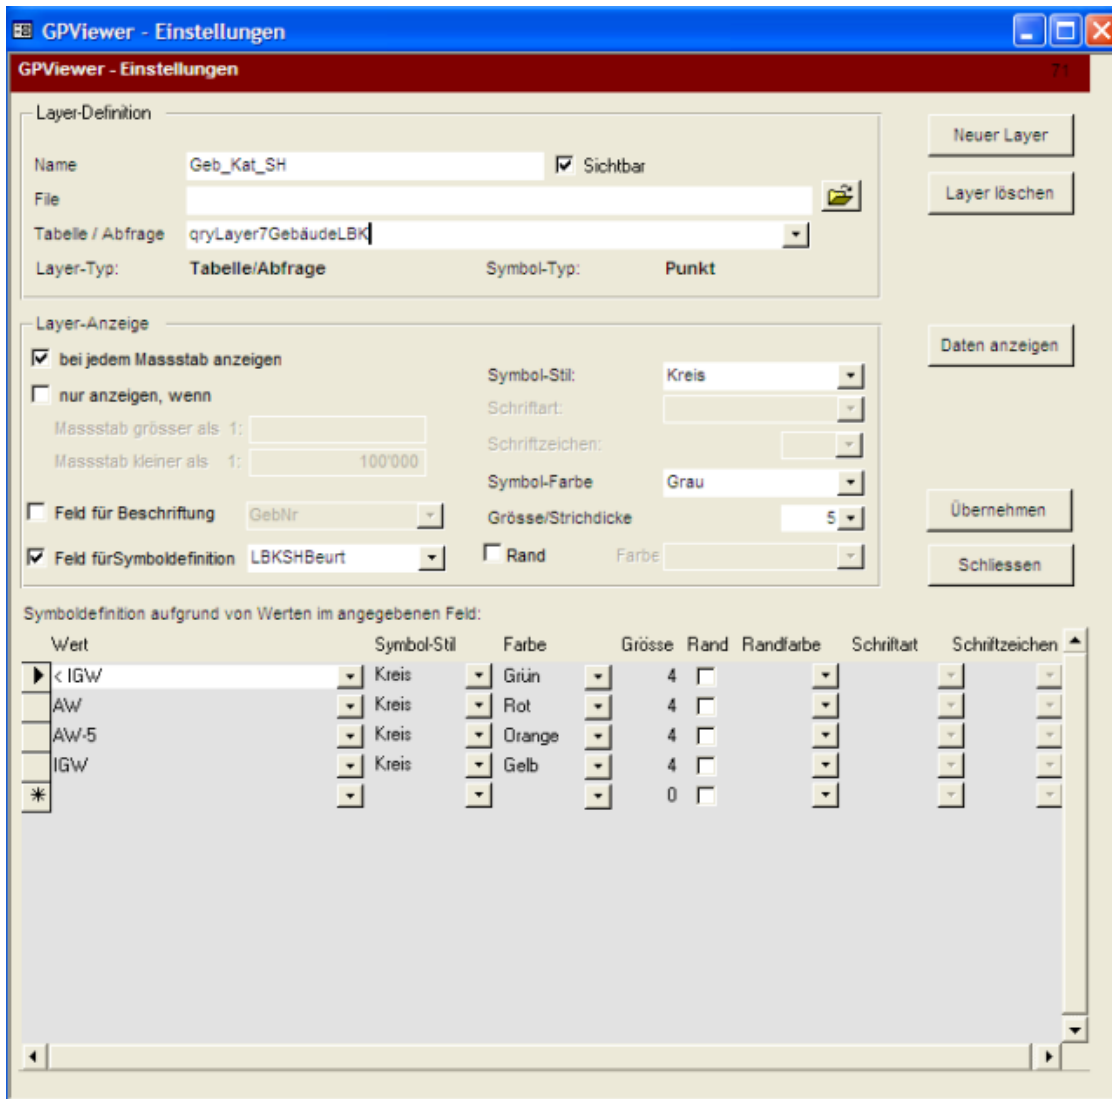 GPViewer - Einstellungen
GPViewer - Einstellungen 71
Layer-Definition
Name Geb_Kat_SH Sichtbar
File
Tabelle / Abfrage qryLayer7GebäudeLBK
Layer-Typ: Tabelle/Abfrage Symbol-Typ: Punkt
Neuer Layer
Layer löschen
Layer-Anzeige
bei jedem Massstab anzeigen
nur anzeigen, wenn
Massstab grösser als 1:
Massstab kleiner als 1: 100'000
Feld für Beschriftung GebNr
Feld fürSymboldefinition LBKSHBeurt
Symbol-Stil: Kreis
Schriftart:
Schriftzeichen:
Symbol-Farbe Grau
Grösse/Strichdicke 5
Rand Farbe
Daten anzeigen
Übernehmen
Schliessen
Symboldefinition aufgrund von Werten im angegebenen Feld:
Wert Symbol-Stil Farbe Grösse Rand Randfarbe Schriftart Schriftzeichen
< IGW Kreis Grün 4
AW Kreis Rot 4
AW-5 Kreis Orange 4
IGW Kreis Gelb 4
0